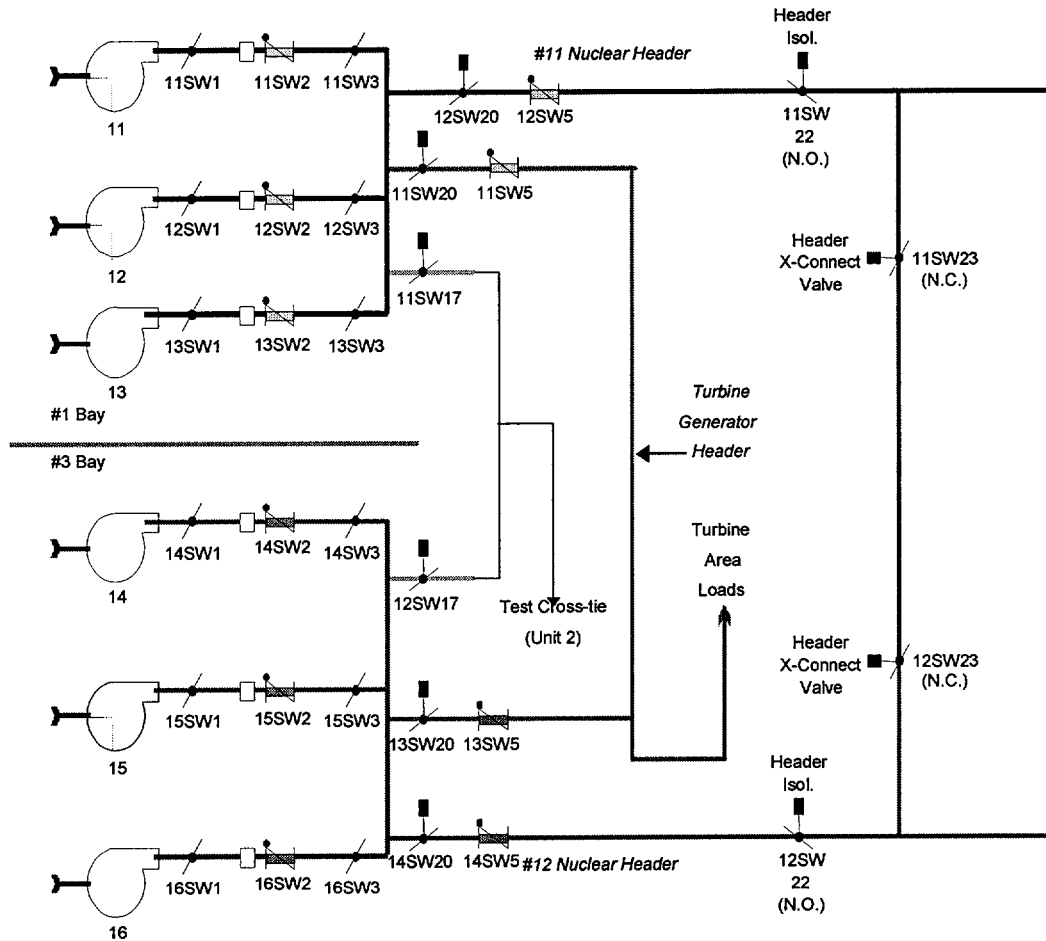 Header
Isol.
#11 Nuclear Header
11SW1
11SW2
11SW3
11
12SW20
12SW5
11SW
22
(N.O.)
11SW20
11SW5
12SW1
12SW2
12SW3
12
11SW17
Header
X-Connect
Valve
11SW23
(N.C.)
13SW1
13SW2
13SW3
13
#1 Bay
Turbine
Generator
Header
#3 Bay
14SW1
14SW2
14SW3
14
12SW17
Test Cross-tie
(Unit 2)
Turbine
Area
Loads
Header
X-Connect
Valve
12SW23
(N.C.)
15SW1
15SW2
15SW3
15
13SW20
13SW5
Header
Isol.
16SW1
16SW2
16SW3
16
14SW20
14SW5
#12 Nuclear Header
12SW
22
(N.O.)